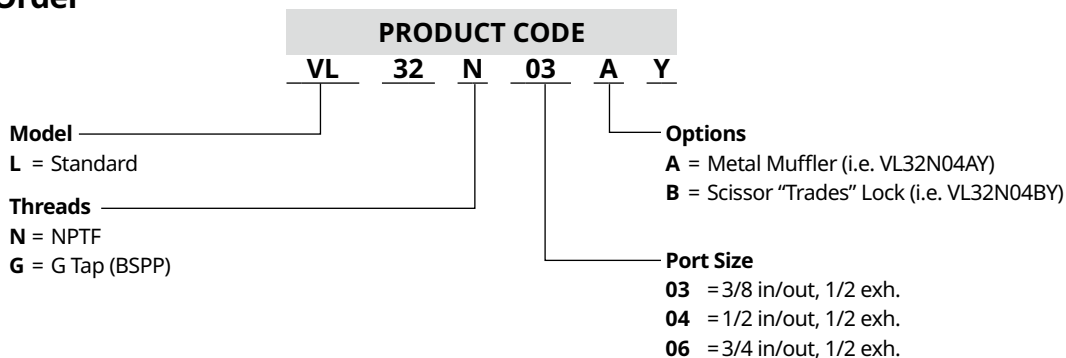 PRODUCT CODE
VL 32 N 03 A Y
Model
L = Standard
Threads
N = NPTF
G = G Tap (BSPP)
Options
A = Metal Muffler (i.e. VL32N04AY)
B = Scissor “Trades” Lock (i.e. VL32N04BY)
Port Size
03 = 3/8 in/out, 1/2 exh.
04 = 1/2 in/out, 1/2 exh.
06 = 3/4 in/out, 1/2 exh.